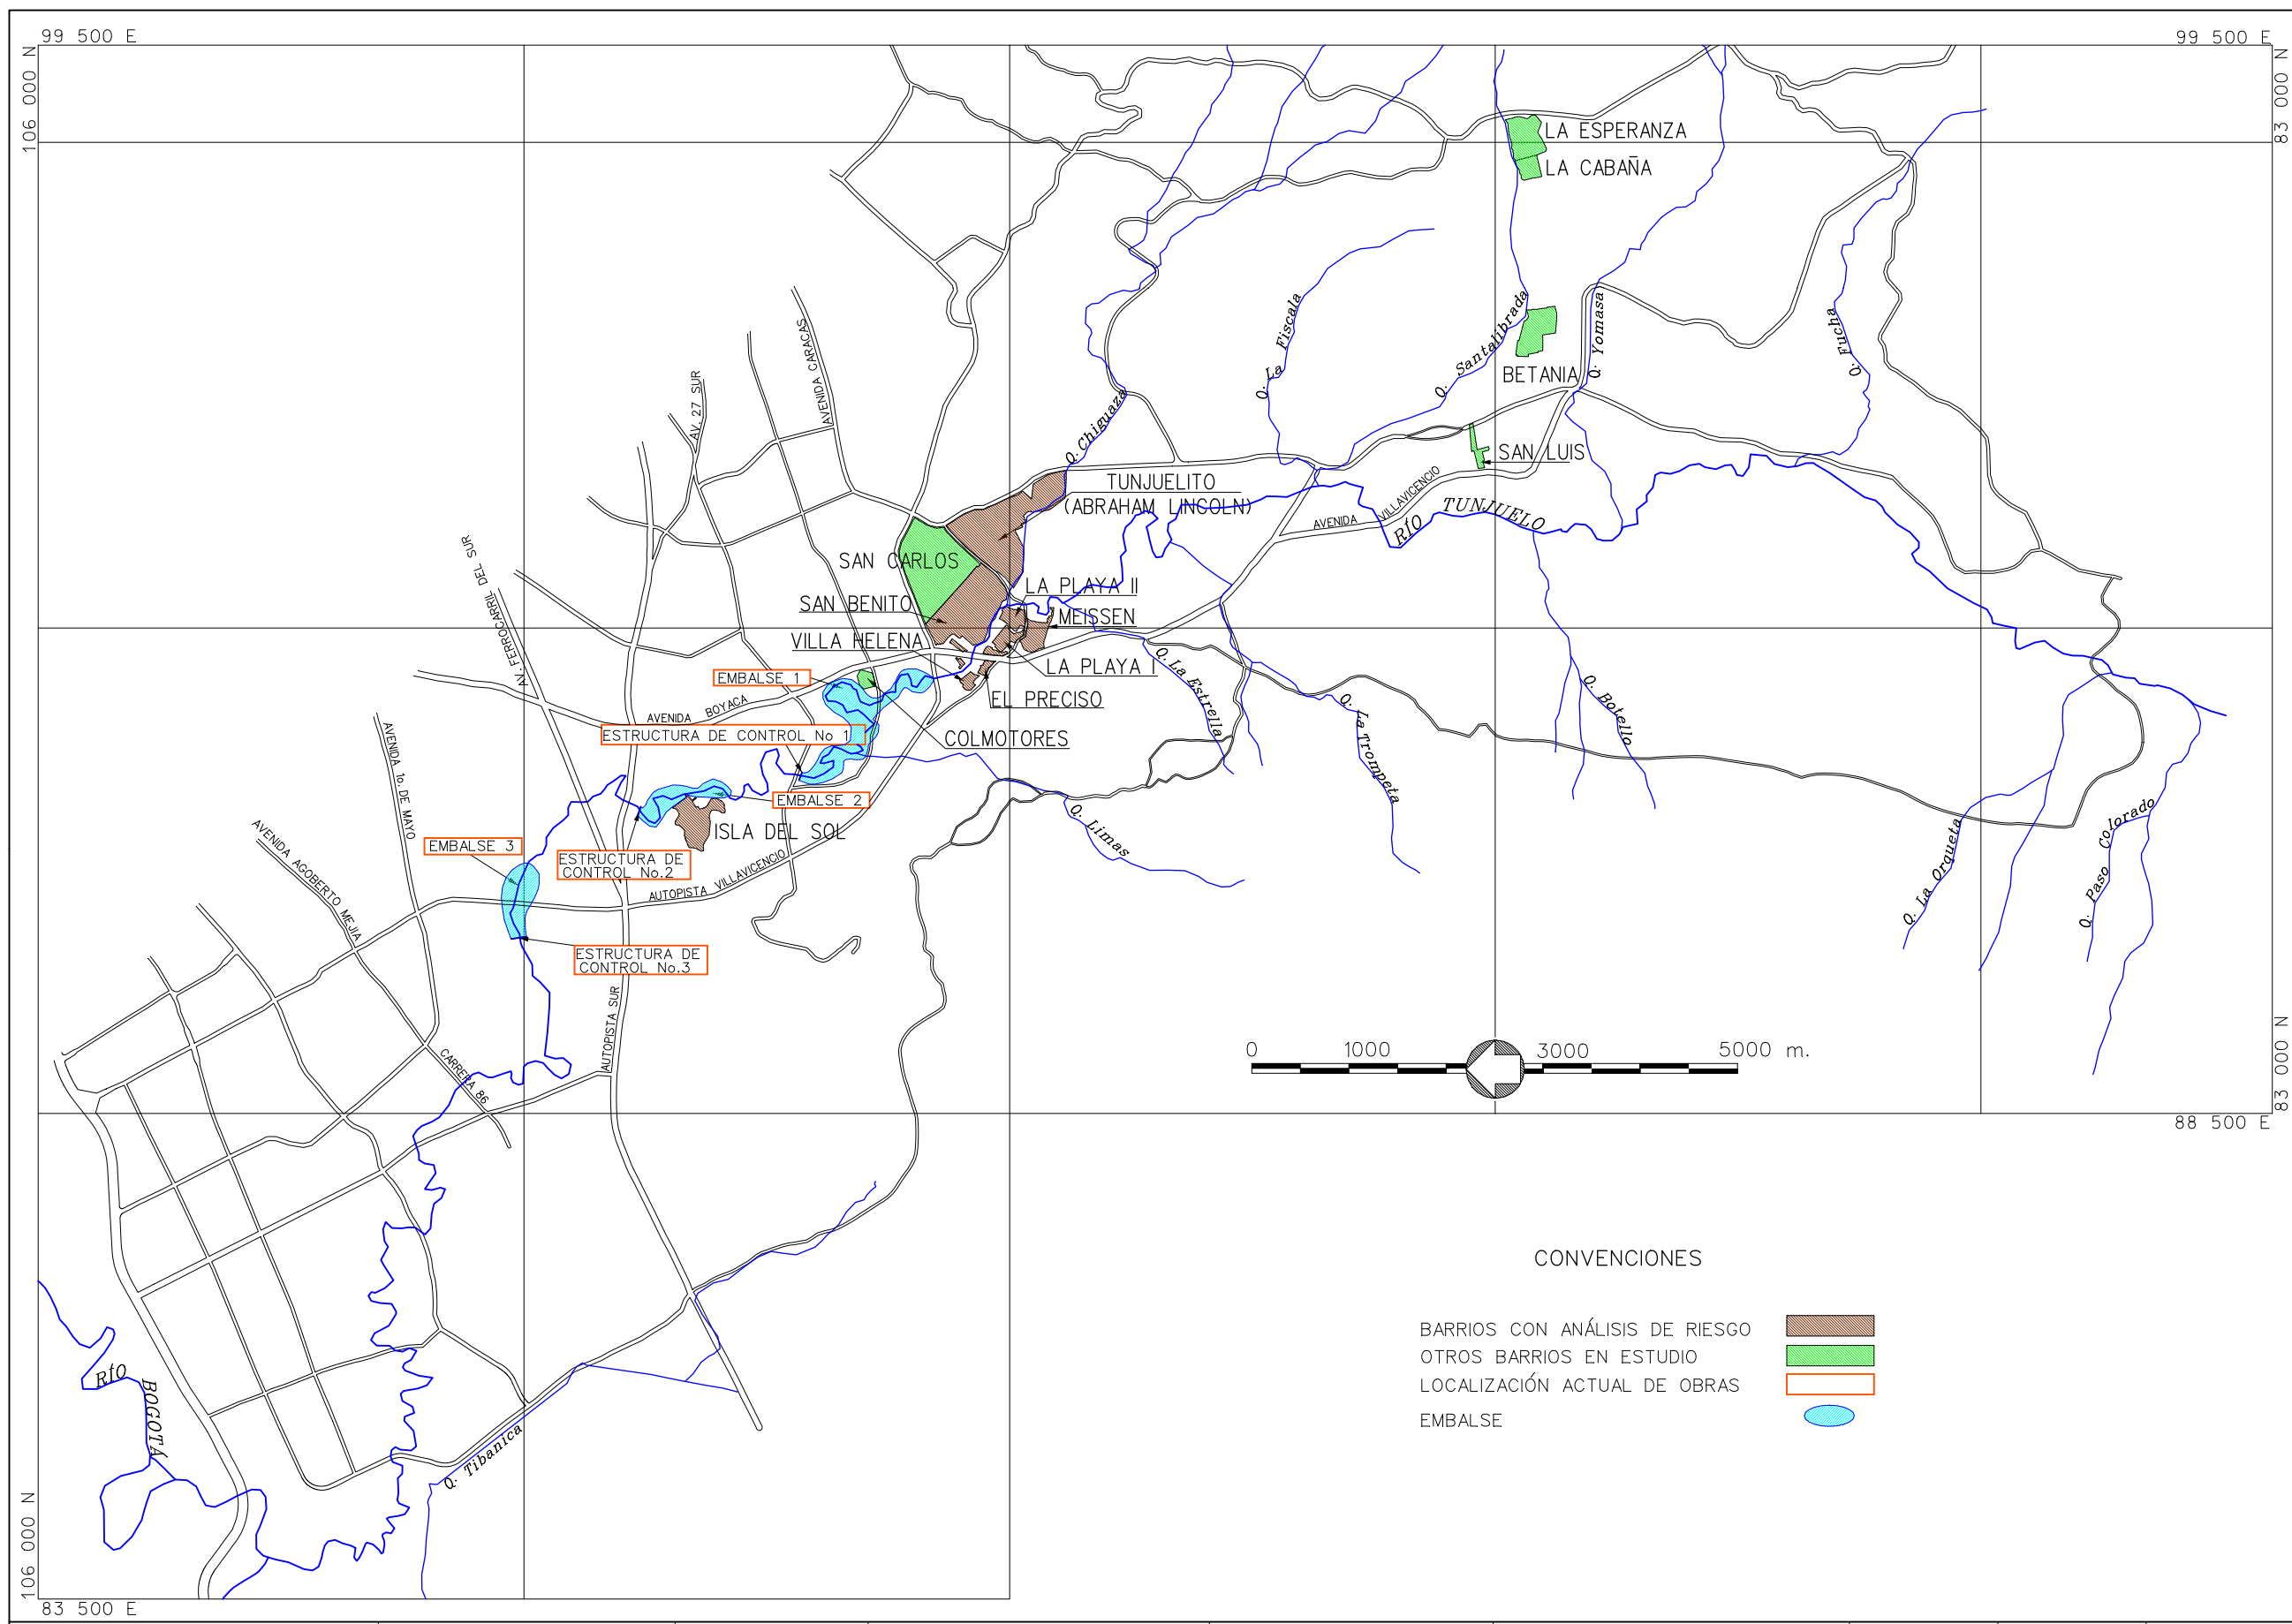 99 500 E
99 500 E
106 000 N
83 000 N
LA ESPERANZA
LA CABAÑA
Q. La Fiscala
Q. Santalibrada
Q. Yomasa
Q. Fucha
AVENIDA CARACAS
AV. 27 SUR
BETANIA
Q. Chiguaza
SAN LUIS
TUNJUELITO
(ABRAHAM LINCOLN)
AVENIDA VILLAVICENCIO
RÍO TUNJUELO
SAN CARLOS
AV. FERROCARRIL DEL SUR
LA PLAYA II
SAN BENITO
MEISSEN
VILLA HELENA
LA PLAYA I
EMBALSE 1
EL PRECISO
Q. La Estrella
Q. La Trompeta
Q. Botello
AVENIDA BOYACA
ESTRUCTURA DE CONTROL No 1
COLMOTORES
AVENIDA 1o. DE MAYO
EMBALSE 2
ISLA DEL SOL
Q. Limas
AVENIDA AGOBERTO MEJIA
EMBALSE 3
ESTRUCTURA DE
CONTROL No.2
AUTOPISTA VILLAVICENCIO
Q. La Orqueta
Q. Paso Colorado
ESTRUCTURA DE
CONTROL No.3
AUTOPISTA SUR
CARRERA 86
0 1000 3000 5000 m.
83 000 N
88 500 E
CONVENCIONES
BARRIOS CON ANÁLISIS DE RIESGO
OTROS BARRIOS EN ESTUDIO
LOCALIZACIÓN ACTUAL DE OBRAS
EMBALSE
RÍO BOGOTÁ
Q. Tibanica
106 000 N
83 500 E